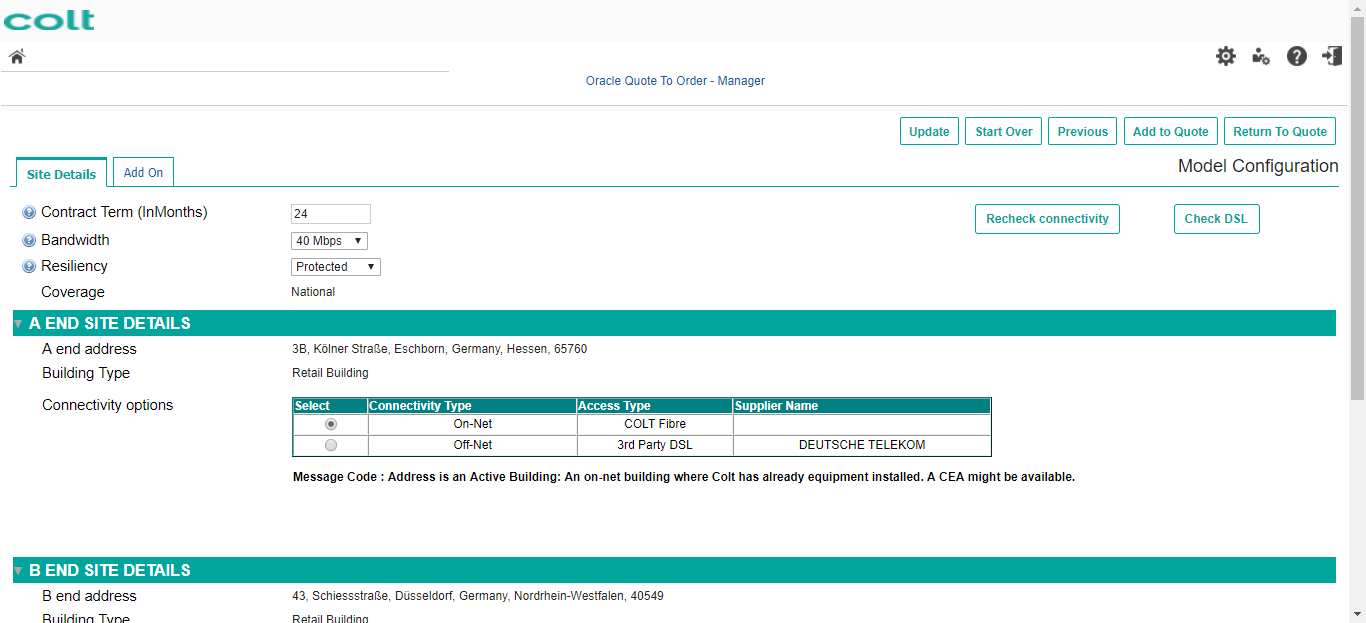 colt
Oracle Quote To Order - Manager
Update Start Over Previous Add to Quote Return To Quote
Site Details Add On Model Configuration
Contract Term (InMonths) 24 Recheck connectivity Check DSL
Bandwidth 40 Mbps
Resiliency Protected
Coverage National
A END SITE DETAILS
A end address 3B, Kölner Straße, Eschborn, Germany, Hessen, 65760
Building Type Retail Building
Connectivity options
Select Connectivity Type Access Type Supplier Name
On-Net COLT Fibre
Off-Net 3rd Party DSL DEUTSCHE TELEKOM
Message Code : Address is an Active Building: An on-net building where Colt has already equipment installed. A CEA might be available.
B END SITE DETAILS
B end address 43, Schiessstraße, Düsseldorf, Germany, Nordrhein-Westfalen, 40549
Building Type Retail Building